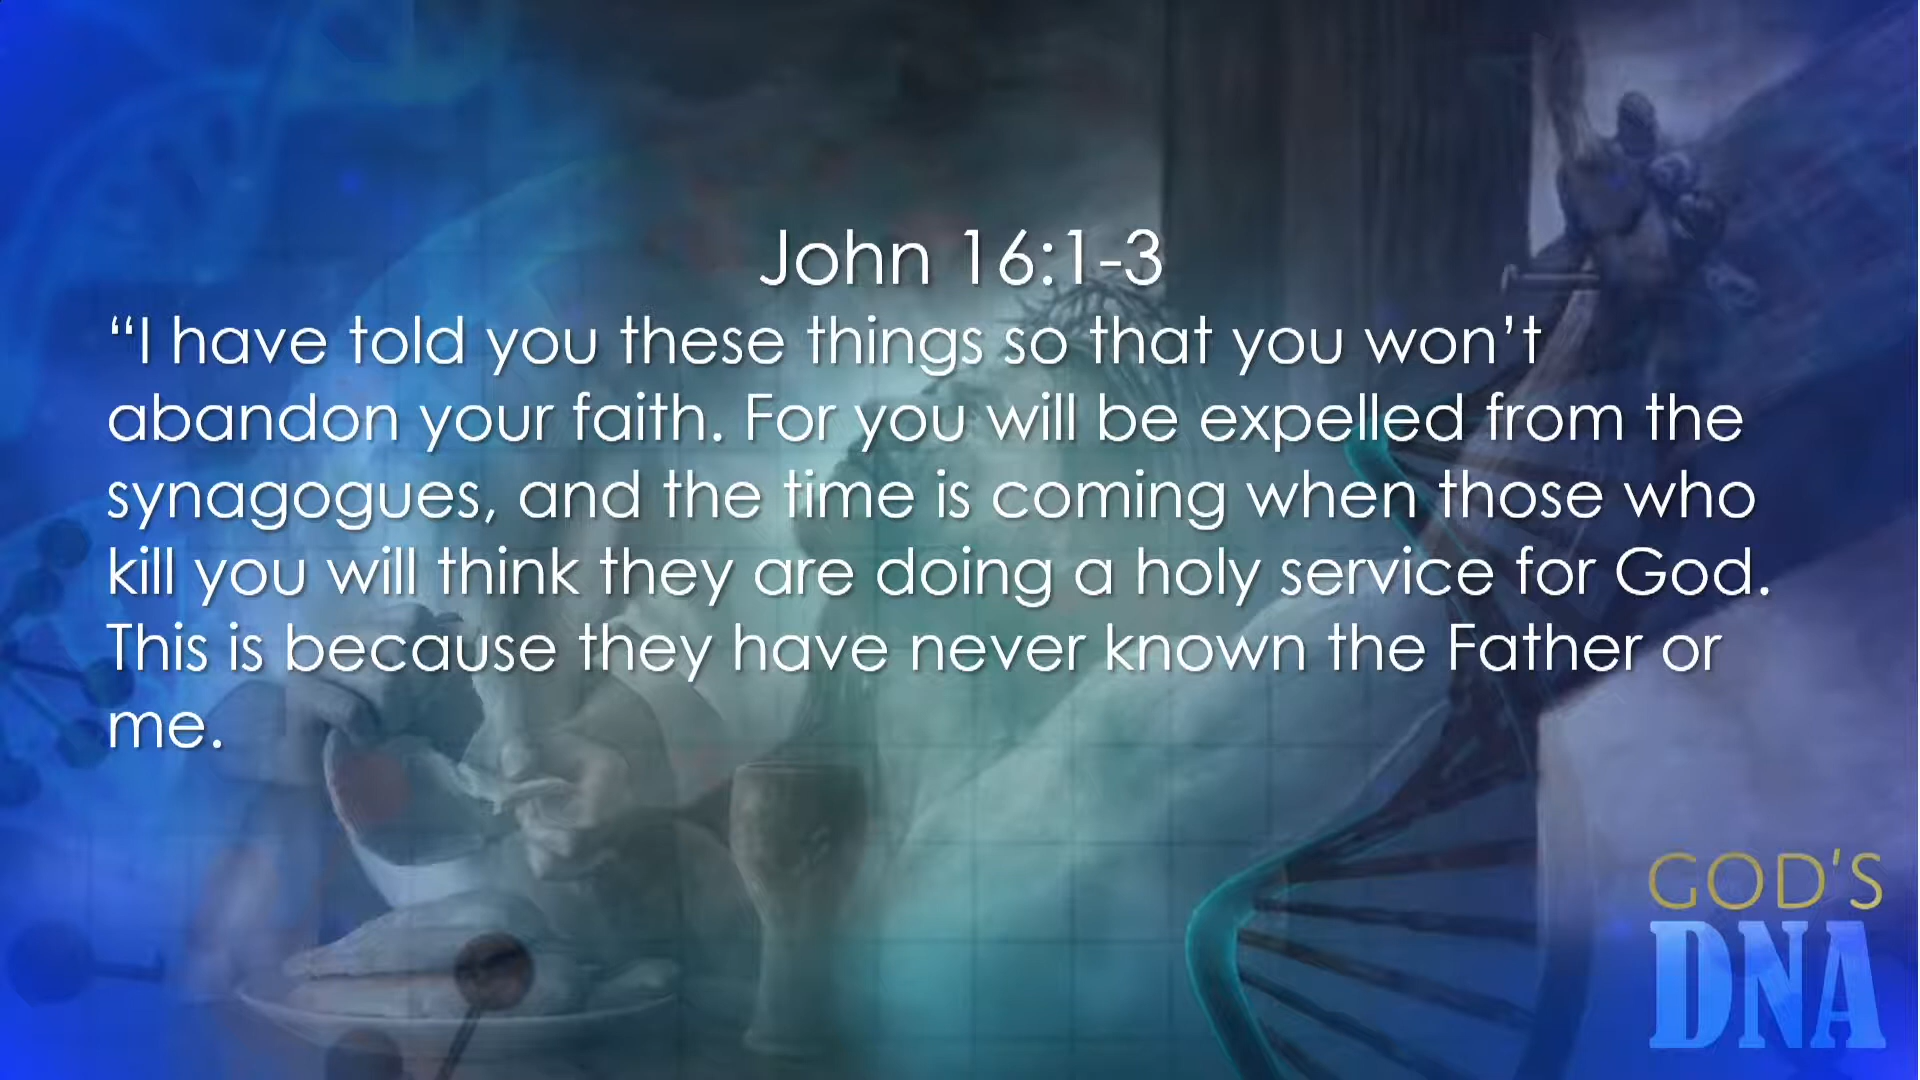 John 16:1-3
“I have told you these things so that you won’t
abandon your faith. For you will be expelled from the
synagogues, and the time is coming when those who
kill you will think they are doing a holy service for God.
This is because they have never known the Father or
me.
GOD'S
DNA